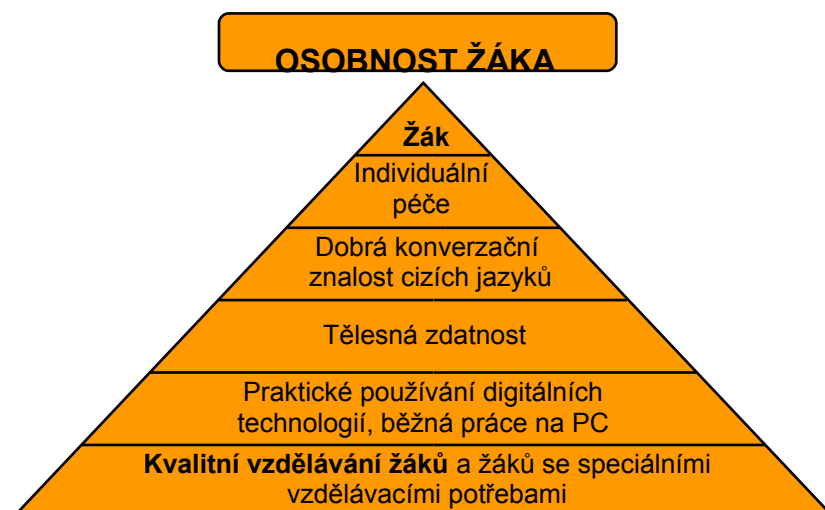 OSOBNOST ŽÁKA
Žák
Individuální
péče
Dobrá konverzační
znalost cizích jazyků
Tělesná zdatnost
Praktické používání digitálních
technologií, běžná práce na PC
Kvalitní vzdělávání žáků a žáků se speciálními
vzdělávacími potřebami